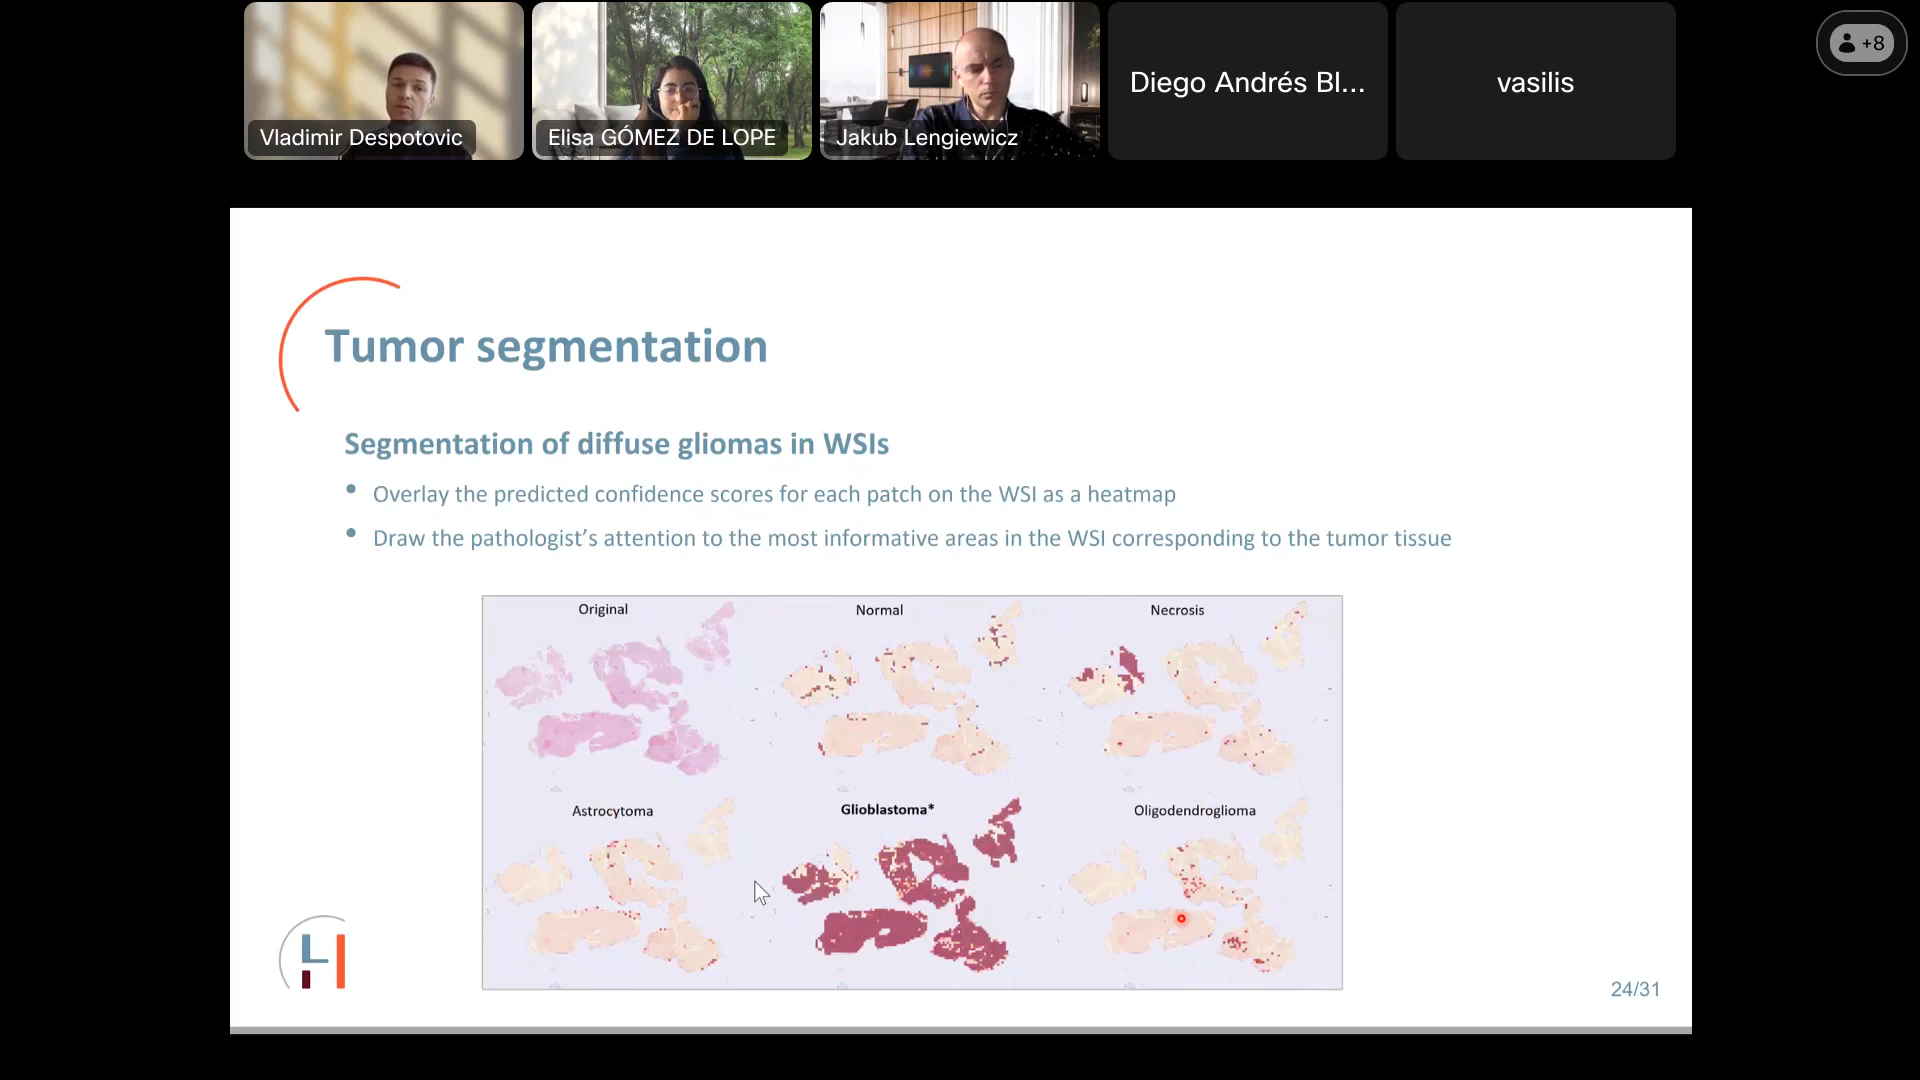 Vladimir Despotovic
Elisa GÓMEZ DE LOPE
Jakub Lengiewicz
Diego Andrés Bl...
vasilis
+8
Tumor segmentation
Segmentation of diffuse gliomas in WSIs
• Overlay the predicted confidence scores for each patch on the WSI as a heatmap
• Draw the pathologist’s attention to the most informative areas in the WSI corresponding to the tumor tissue
Original
Normal
Necrosis
Astrocytoma
Glioblastoma*
Oligodendroglioma
24/31